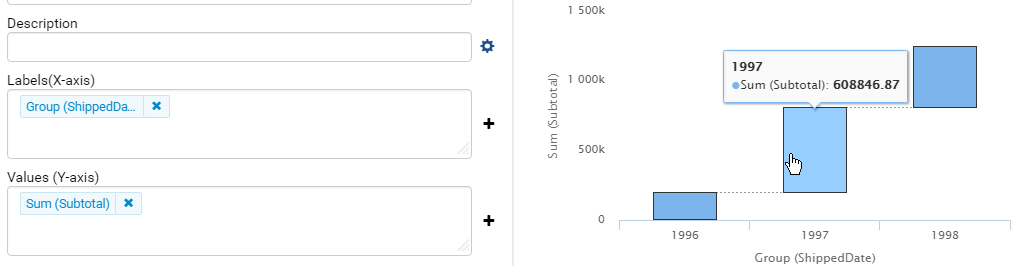 Description
Labels(X-axis)
Group (ShippedDa...
Values (Y-axis)
Sum (Subtotal)
1 500k
1 000k
500k
0
Sum (Subtotal)
1997
Sum (Subtotal): 608846.87
1996
1997
1998
Group (ShippedDate)